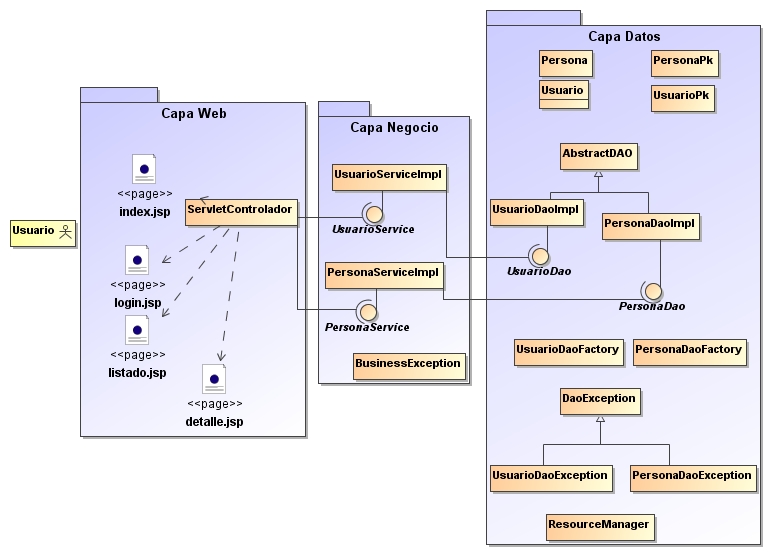 Usuario
Capa Web
<<page>>
index.jsp
ServletControlador
<<page>>
login.jsp
<<page>>
listado.jsp
<<page>>
detalle.jsp
Capa Negocio
UsuarioServiceImpl
UsuarioService
PersonaServiceImpl
PersonaService
BusinessException
Capa Datos
Persona
PersonaPk
Usuario
UsuarioPk
AbstractDAO
UsuarioDaoImpl
PersonaDaoImpl
UsuarioDao
PersonaDao
UsuarioDaoFactory
PersonaDaoFactory
DaoException
UsuarioDaoException
PersonaDaoException
ResourceManager